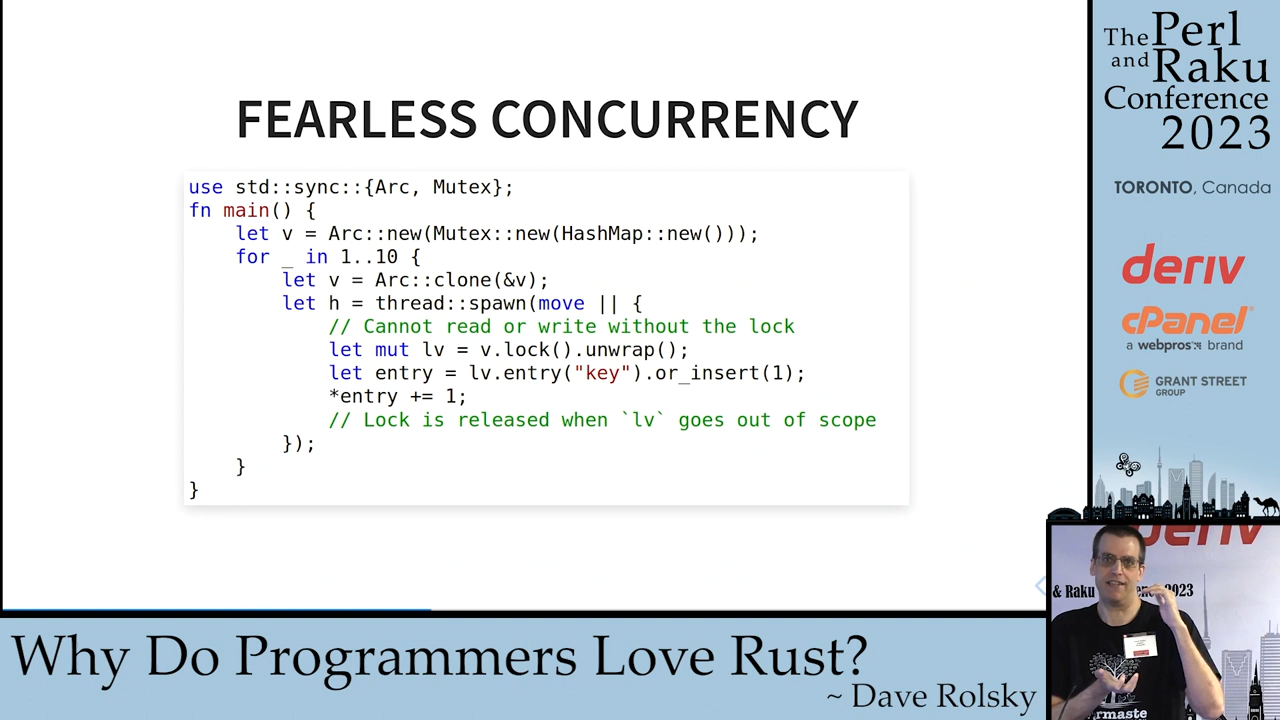 FEARLESS CONCURRENCY
use std::sync::{Arc, Mutex};
fn main() {
    let v = Arc::new(Mutex::new(HashMap::new()));
    for _ in 1..10 {
        let v = Arc::clone(&v);
        let h = thread::spawn(move || {
            // Cannot read or write without the lock
            let mut lv = v.lock().unwrap();
            let entry = lv.entry("key").or_insert(1);
            *entry += 1;
            // Lock is released when `lv` goes out of scope
        });
    }
}
The Perl
and Raku
Conference
2023
TORONTO, Canada
deriv
cPanel
a webpros brand
GRANT STREET
GROUP
deriv
& Raku 2023
Why Do Programmers Love Rust?
~ Dave Rolsky